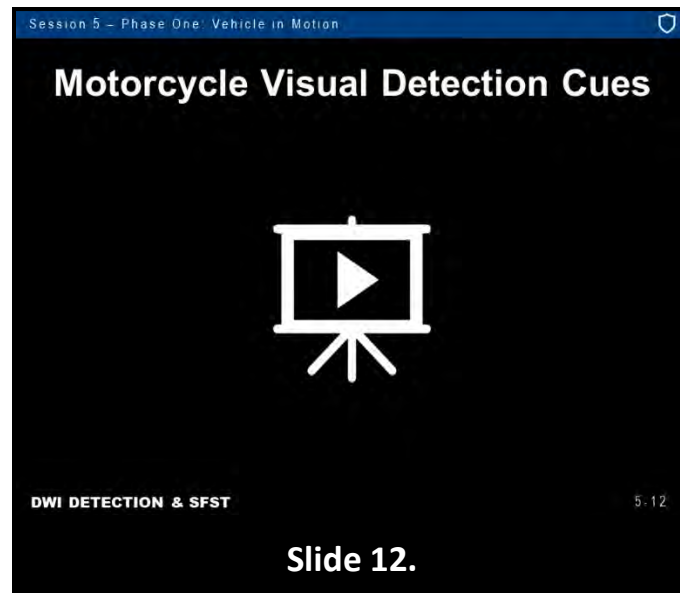 Session 5 – Phase One: Vehicle in Motion
Motorcycle Visual Detection Cues
DWI DETECTION & SFST
5-12
Slide 12.